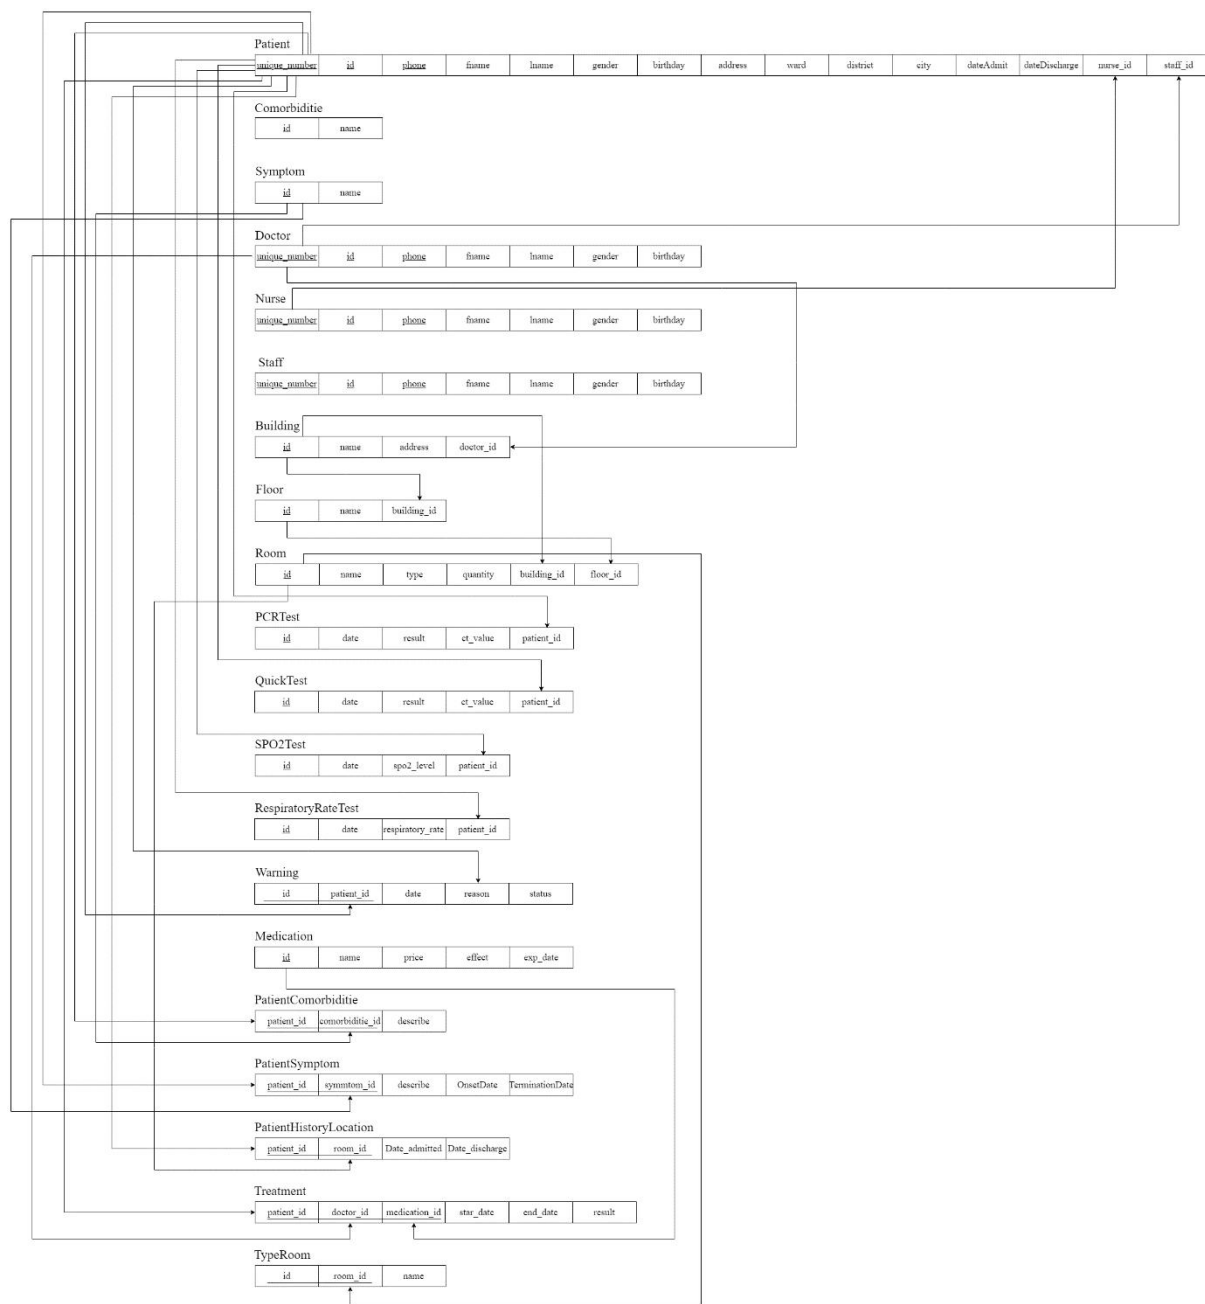 Patient
unique_number id phone fname lname gender birthday address ward district city dateAdmit dateDischarge nurse_id staff_id
Comorbiditie
id name
Symptom
id name
Doctor
unique_number id phone fname lname gender birthday
Nurse
unique_number id phone fname lname gender birthday
Staff
unique_number id phone fname lname gender birthday
Building
id name address doctor_id
Floor
id name building_id
Room
id name type quantity building_id floor_id
PCRTest
id date result ct_value patient_id
QuickTest
id date result ct_value patient_id
SPO2Test
id date spo2_level patient_id
RespiratoryRateTest
id date respiratory_rate patient_id
Warning
id patient_id date reason status
Medication
id name price effect exp_date
PatientComorbiditie
patient_id comorbiditie_id describe
PatientSymptom
patient_id symmtom_id describe OnsetDate TerminationDate
PatientHistoryLocation
patient_id room_id Date_admitted Date_discharge
Treatment
patient_id doctor_id medication_id star_date end_date result
TypeRoom
id room_id name